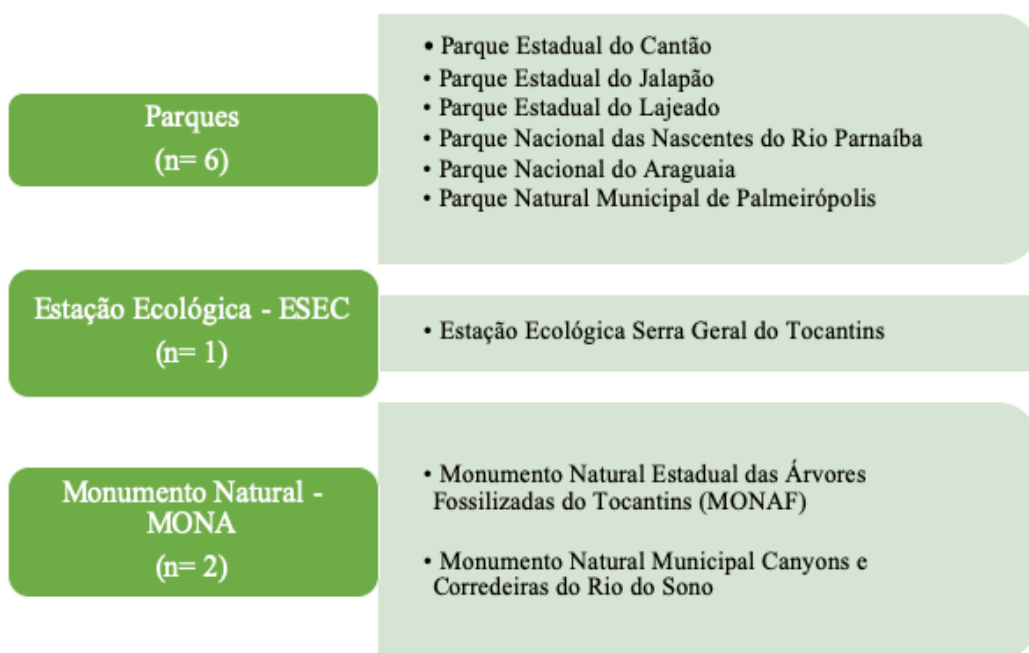 Parques
(n= 6)
• Parque Estadual do Cantão
• Parque Estadual do Jalapão
• Parque Estadual do Lajeado
• Parque Nacional das Nascentes do Rio Parnaíba
• Parque Nacional do Araguaia
• Parque Natural Municipal de Palmeirópolis
Estação Ecológica - ESEC
(n= 1)
• Estação Ecológica Serra Geral do Tocantins
Monumento Natural -
MONA
(n= 2)
• Monumento Natural Estadual das Árvores
Fossilizadas do Tocantins (MONAF)
• Monumento Natural Municipal Canyons e
Corredeiras do Rio do Sono